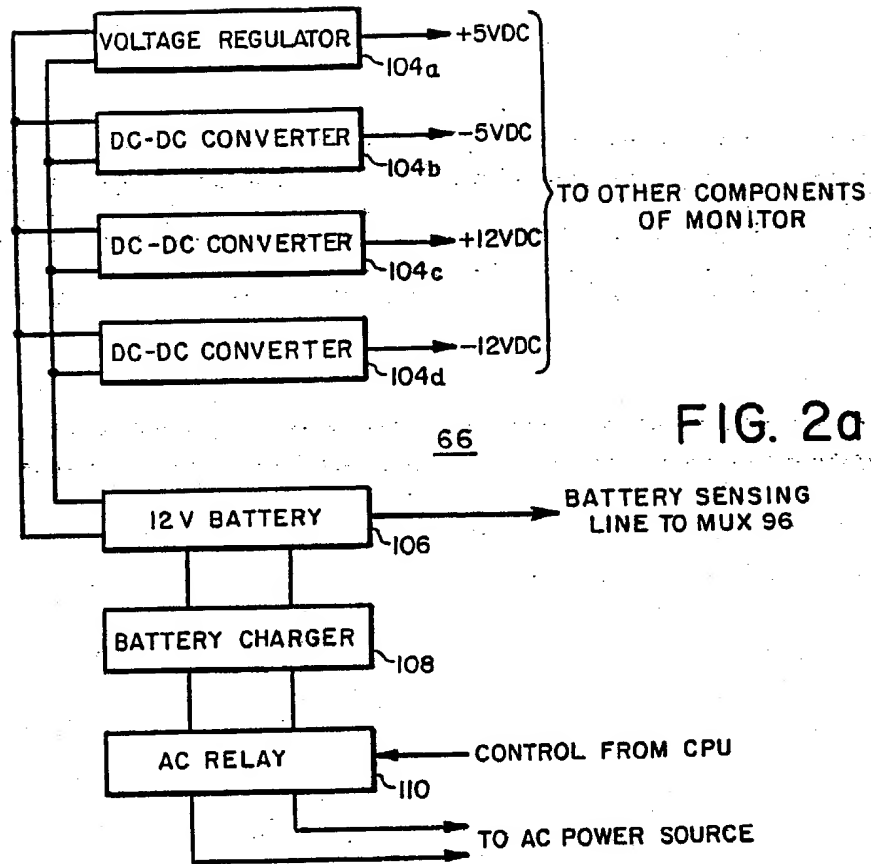 VOLTAGE REGULATOR
+5VDC
104a
DC-DC CONVERTER
-5VDC
104b
TO OTHER COMPONENTS
OF MONITOR
DC-DC CONVERTER
+12VDC
104c
DC-DC CONVERTER
-12VDC
104d
66
FIG. 2a
12V BATTERY
106
BATTERY SENSING
LINE TO MUX 96
BATTERY CHARGER
108
AC RELAY
110
CONTROL FROM CPU
TO AC POWER SOURCE